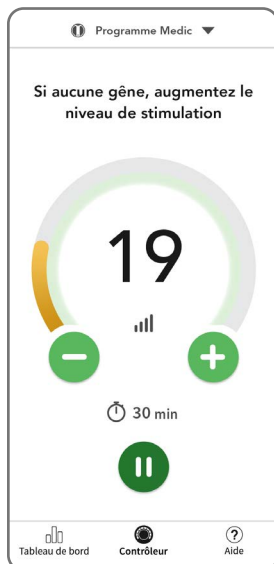 Programme Medic
Si aucune gêne, augmentez le
niveau de stimulation
19
30 min
Tableau de bord
Contrôleur
Aide